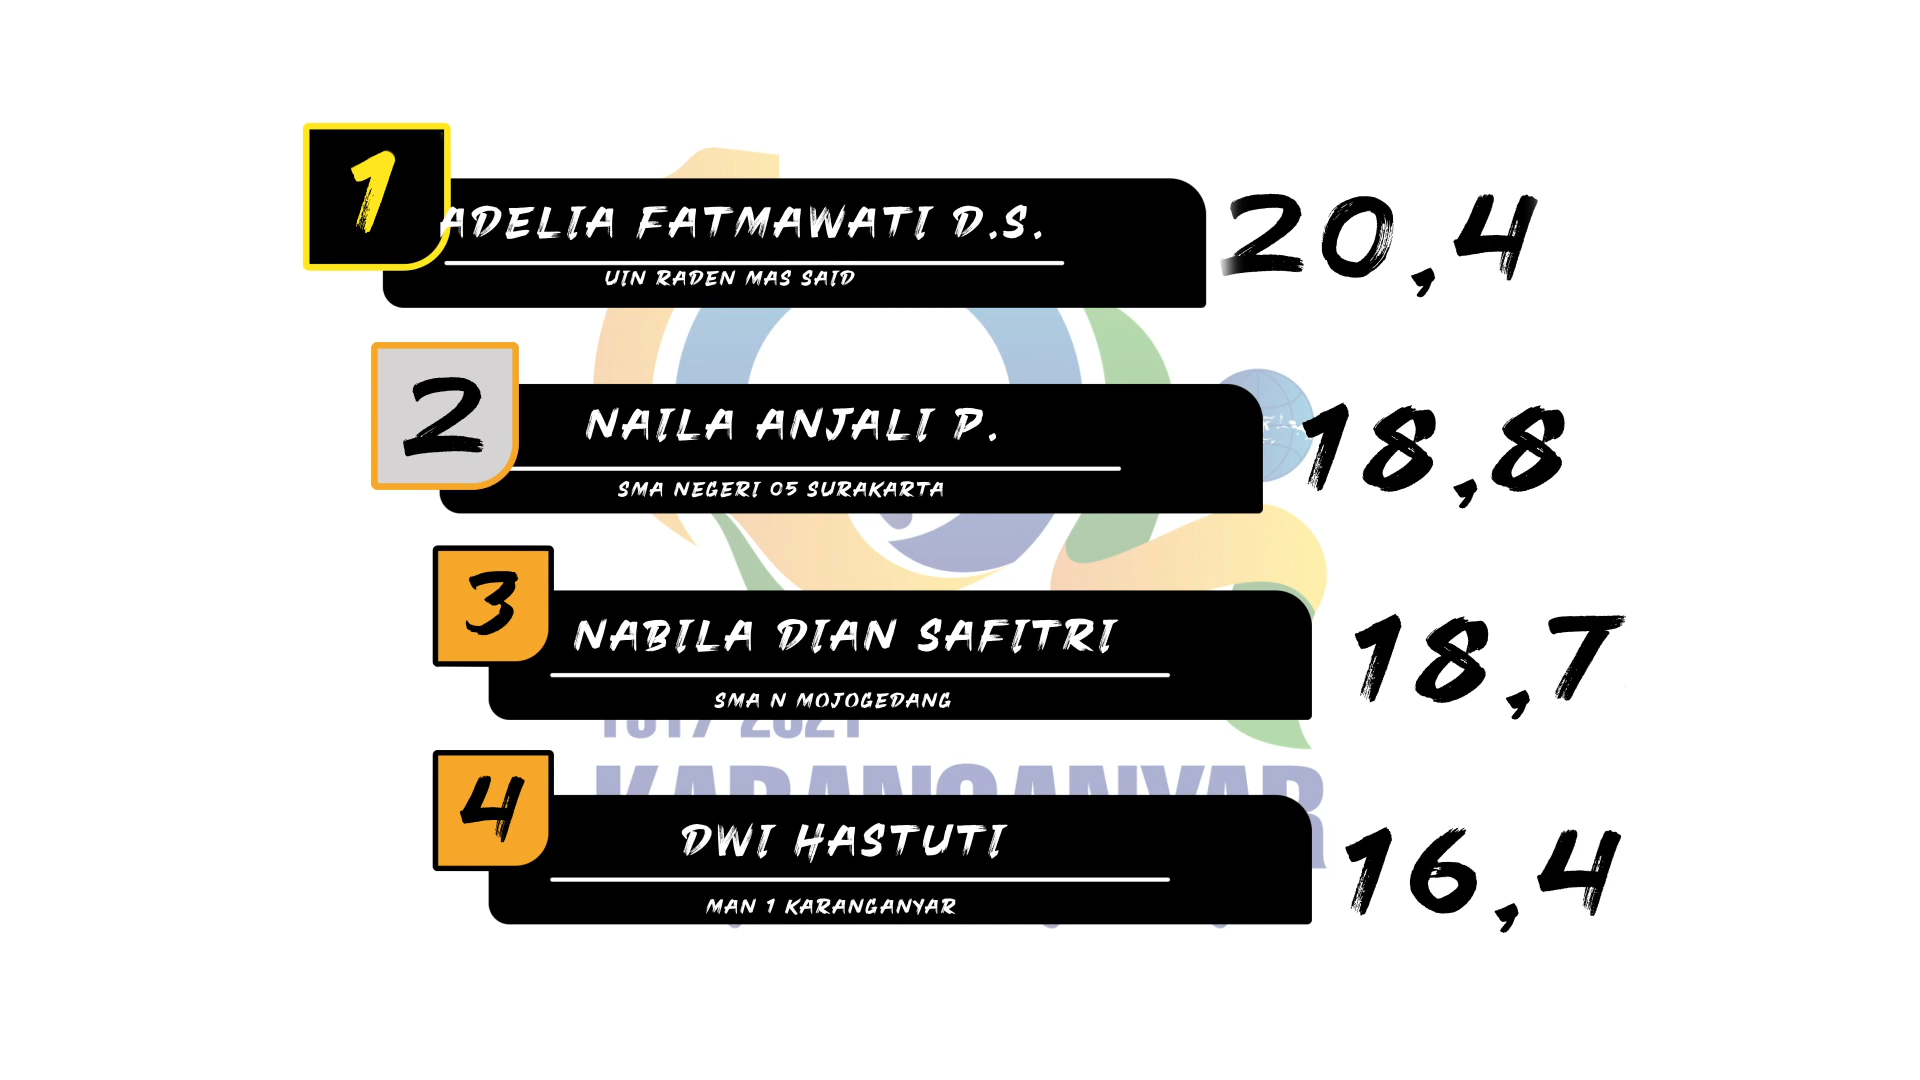 1
ADELIA FATMAWATI D.S.
20,4
UIN RADEN MAS SAID
2
NAILA ANJALI P.
18,8
SMA NEGERI 05 SURAKARTA
3
NABILA DIAN SAFITRI
18,7
SMA N MOJOGEDANG
4
DWI HASTUTI
16,4
MAN 1 KARANGANYAR
KARANGANYAR